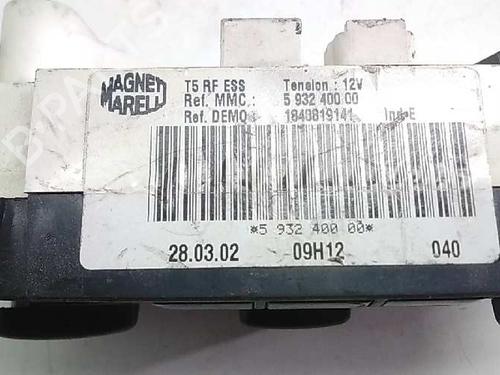 MAGNETI MARELLI
T5 RF ESS Tension : 12V
Ref. MMC.: 5 932 400 00
Ref. DEMO : 1840819141 Ind-E
*5 932 400 00*
28.03.02 09H12 040